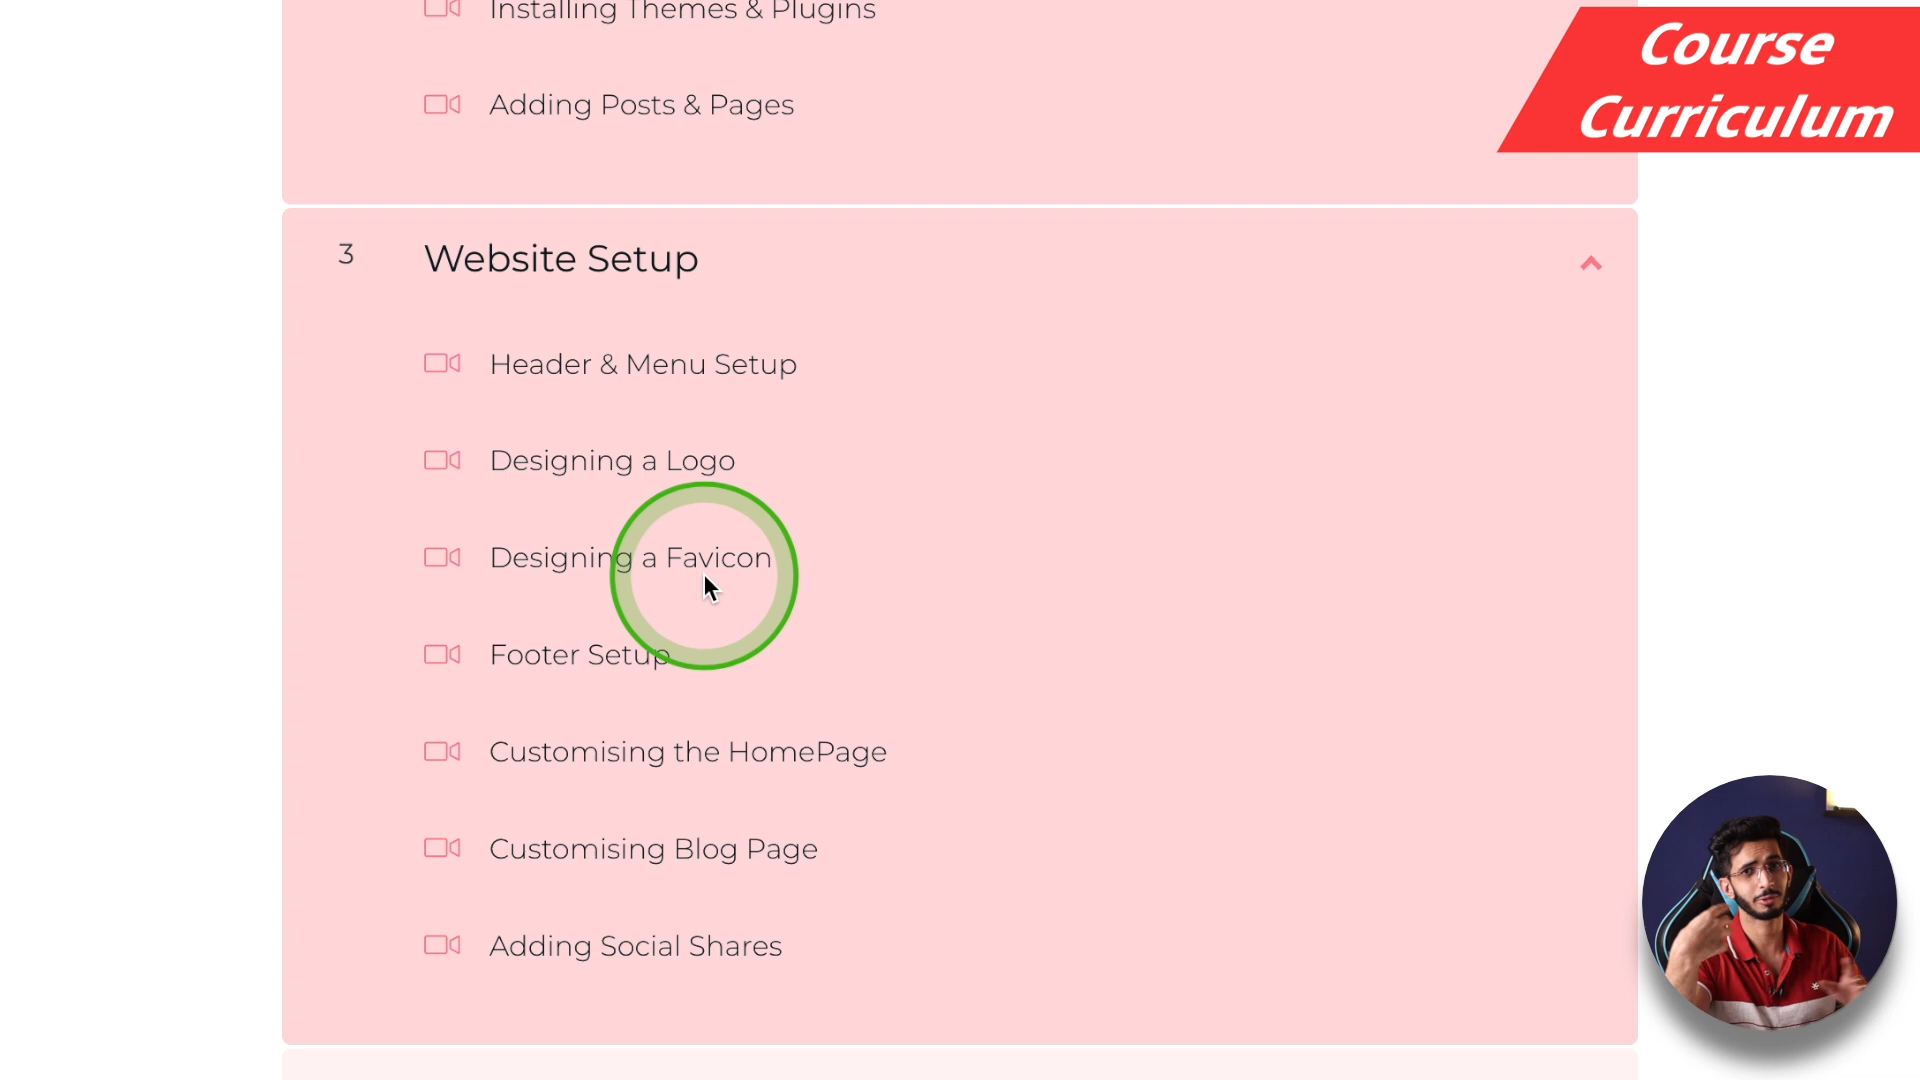 Installing Themes & Plugins
Course
Curriculum
Adding Posts & Pages
3
Website Setup
Header & Menu Setup
Designing a Logo
Designing a Favicon
Footer Setup
Customising the HomePage
Customising Blog Page
Adding Social Shares